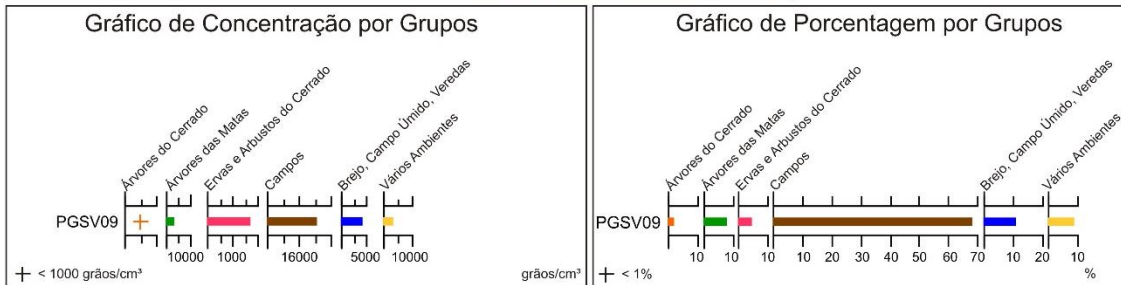 Gráfico de Concentração por Grupos
Árvores do Cerrado
Árvores das Matas
Ervas e Arbustos do Cerrado
Campos
Brejo, Campo Úmido, Veredas
Vários Ambientes
PGSV09
10000
1000
16000
5000
10000
+ < 1000 grãos/cm³
grãos/cm³
Gráfico de Porcentagem por Grupos
Árvores do Cerrado
Árvores das Matas
Ervas e Arbustos do Cerrado
Campos
Brejo, Campo Úmido, Veredas
Vários Ambientes
PGSV09
10
10
10
10 20 30 40 50 60 70
10 20
10
+ < 1%
%